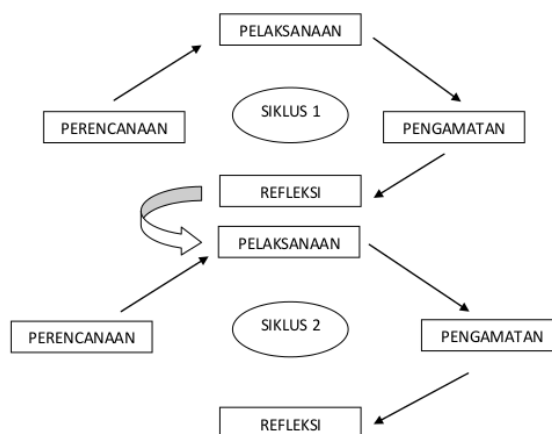 PELAKSANAAN
SIKLUS 1
PERENCANAAN
PENGAMATAN
REFLEKSI
PELAKSANAAN
SIKLUS 2
PERENCANAAN
PENGAMATAN
REFLEKSI